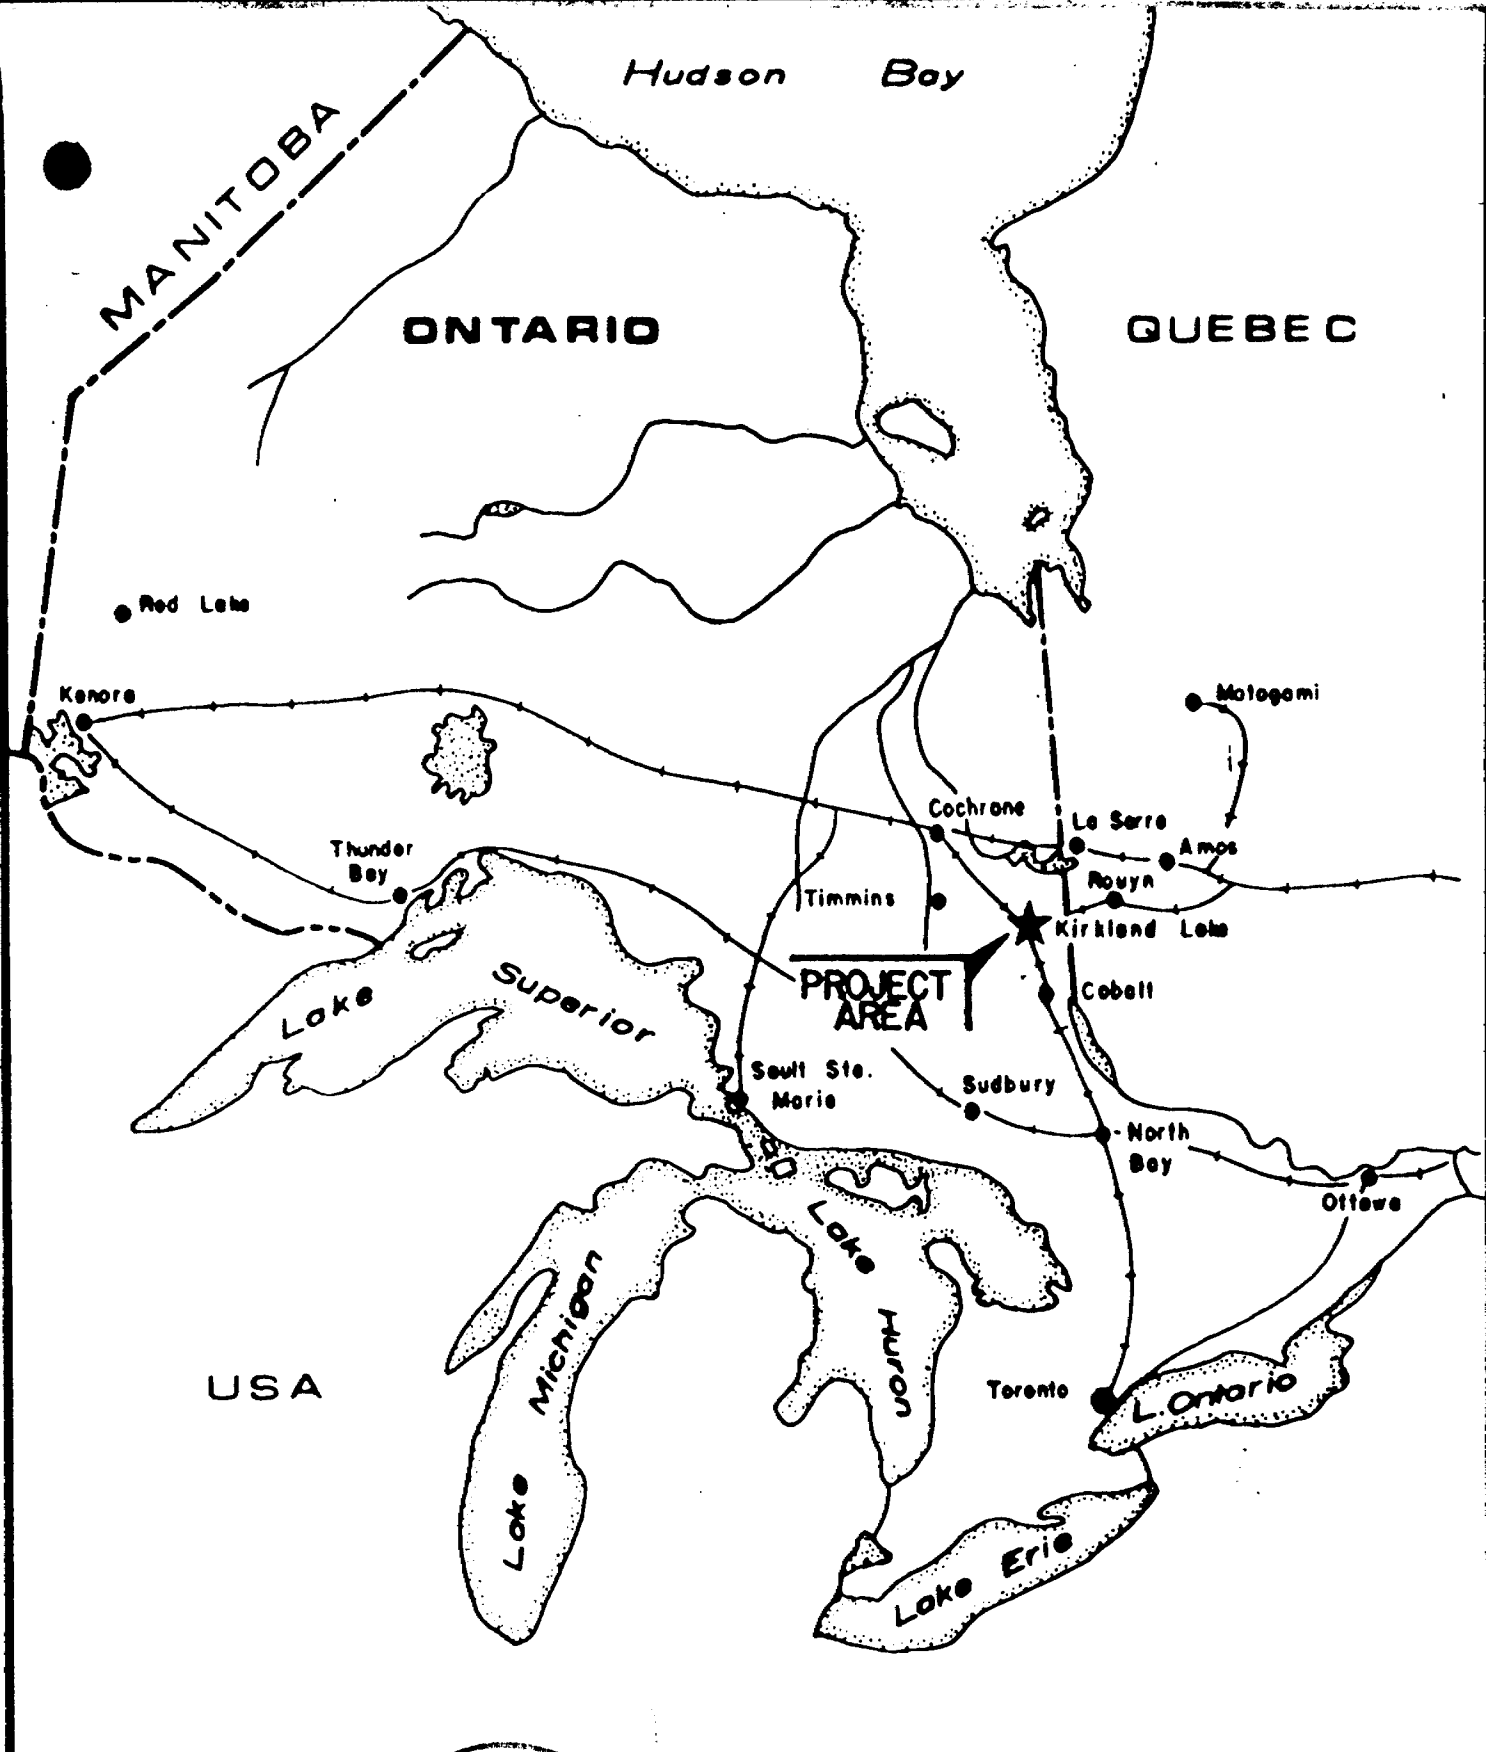 Hudson Bay
MANITOBA
ONTARIO
QUEBEC
Red Lake
Kenora
Matagami
Cochrane
La Sarre
Amos
Thunder
Bay
Rouyn
Timmins
Kirkland Lake
PROJECT
AREA
Cobalt
Lake Superior
Sault Ste.
Marie
Sudbury
North
Bay
Ottawa
Lake Huron
Lake Michigan
USA
Toronto
L. Ontario
Lake Erie